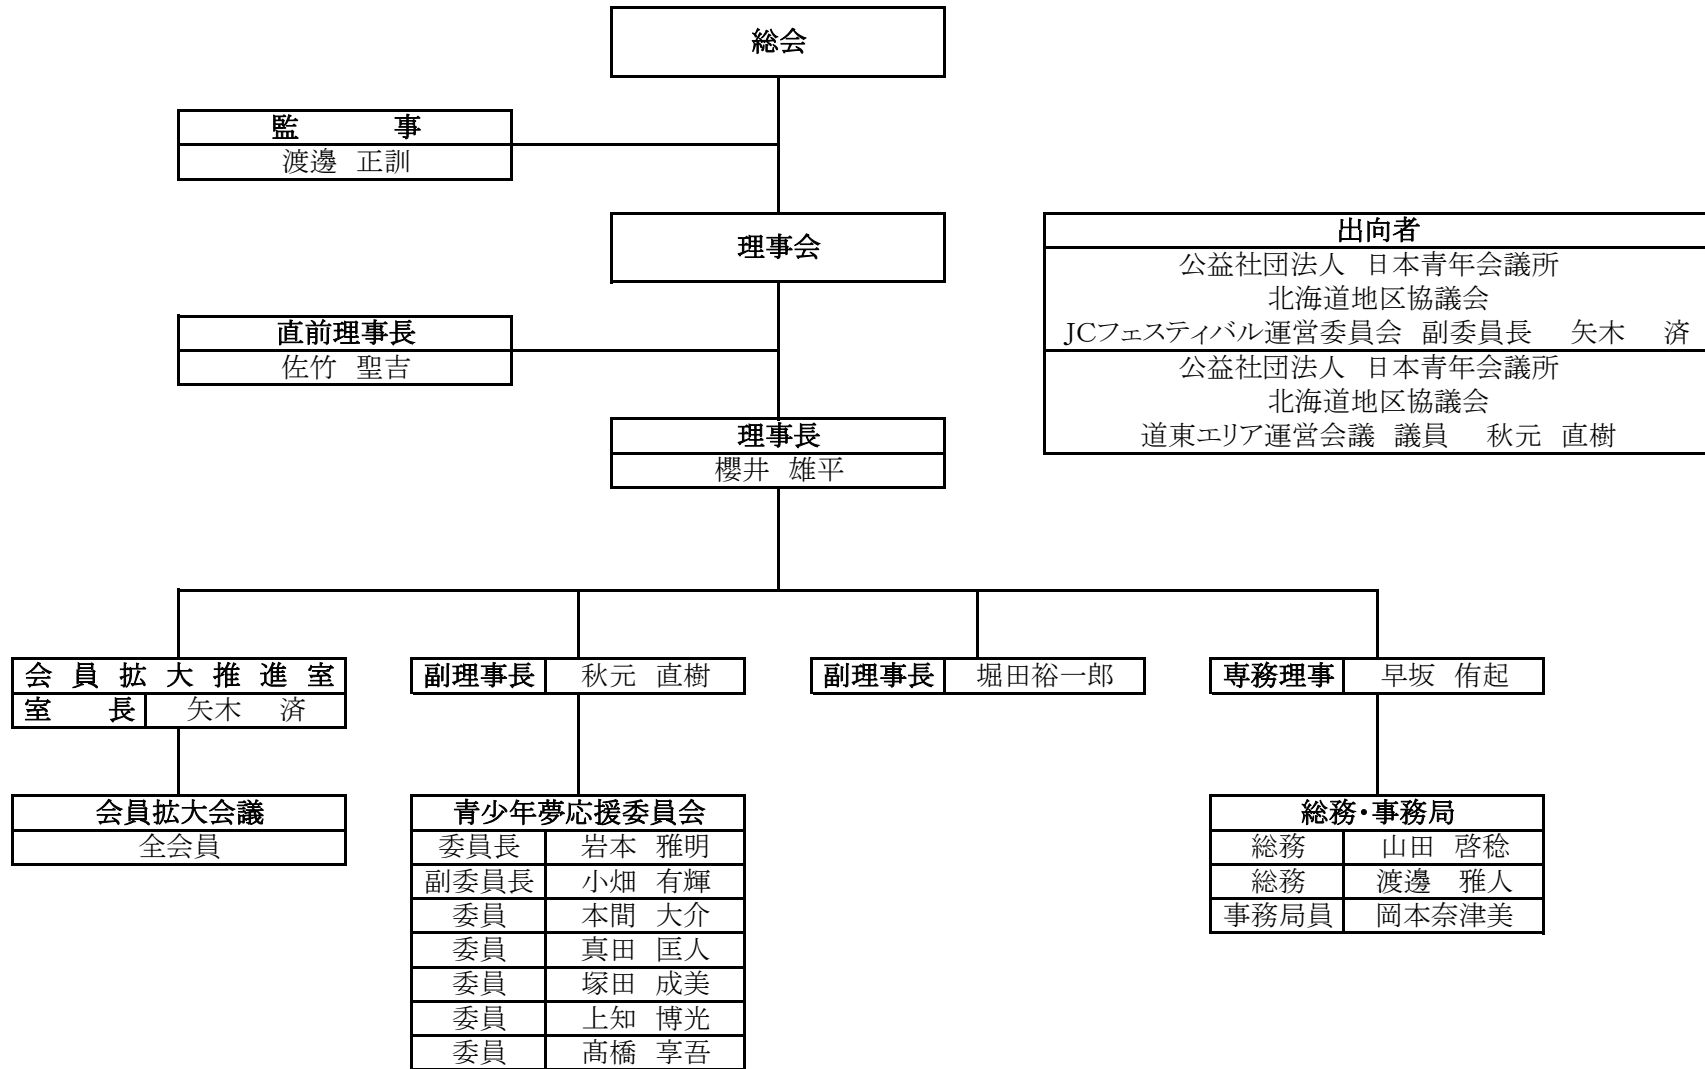 総会
監　事
渡邊 正訓
理事会
直前理事長
佐竹 聖吉
理事長
櫻井 雄平
出向者
公益社団法人 日本青年会議所
北海道地区協議会
JCフェスティバル運営委員会 副委員長 矢木 済
公益社団法人 日本青年会議所
北海道地区協議会
道東エリア運営会議 議員 秋元 直樹
会員拡大推進室
室長 矢木 済
会員拡大会議
全会員
副理事長 秋元 直樹
青少年夢応援委員会
委員長 岩本 雅明
副委員長 小畑 有輝
委員 本間 大介
委員 真田 匡人
委員 塚田 成美
委員 上知 博光
委員 髙橋 享吾
副理事長 堀田裕一郎
専務理事 早坂 侑起
総務・事務局
総務 山田 啓稔
総務 渡邊 雅人
事務局員 岡本奈津美